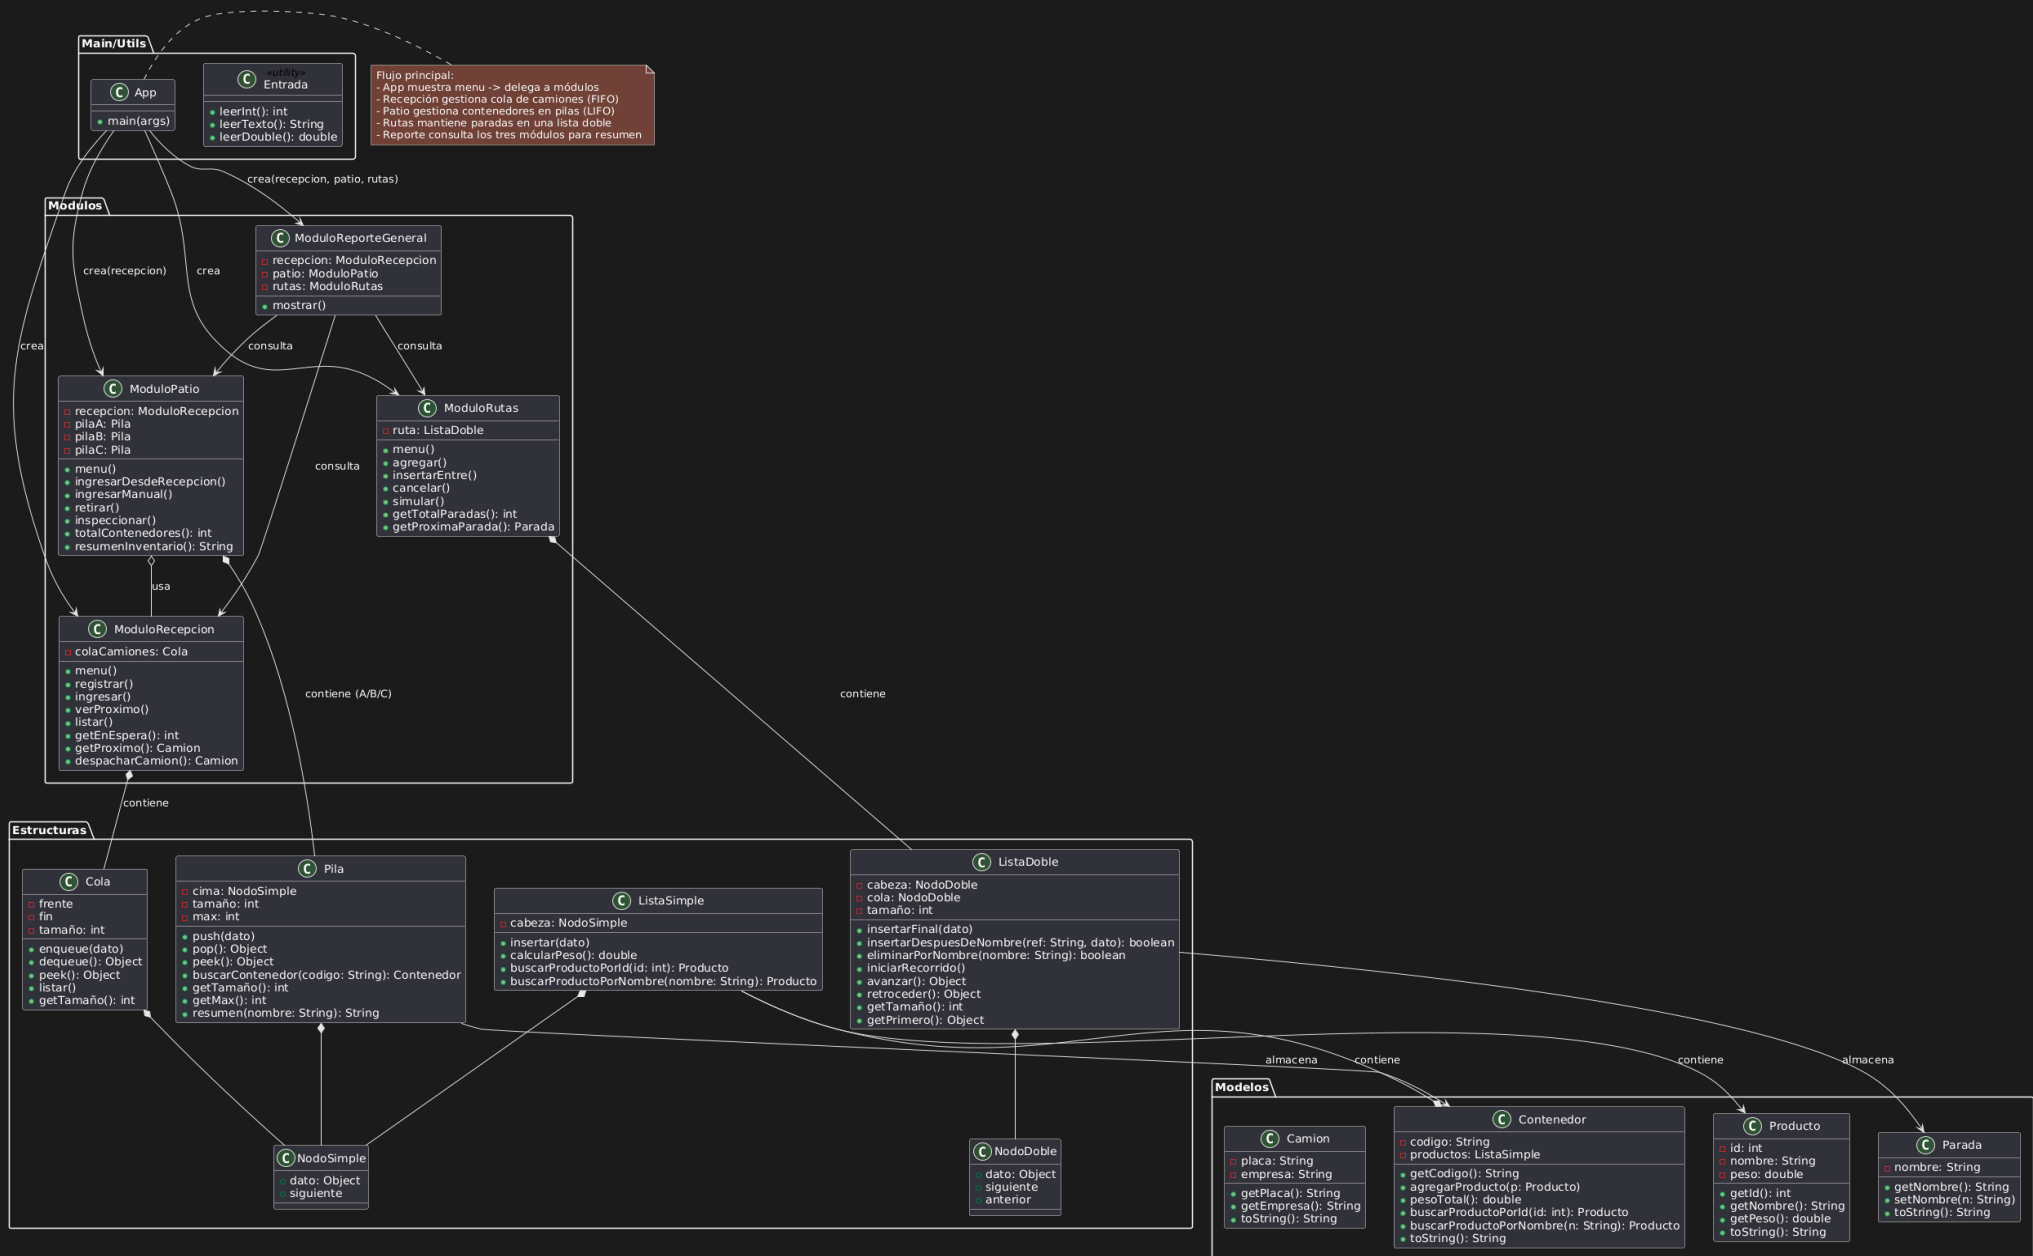 Main/Utils
C App
main(args)
C «utility»
Entrada
leerInt(): int
leerTexto(): String
leerDouble(): double
Flujo principal:
- App muestra menu -> delega a módulos
- Recepción gestiona cola de camiones (FIFO)
- Patio gestiona contenedores en pilas (LIFO)
- Rutas mantiene paradas en una lista doble
- Reporte consulta los tres módulos para resumen
crea(recepcion, patio, rutas)
Modulos
C ModuloReporteGeneral
recepcion: ModuloRecepcion
patio: ModuloPatio
rutas: ModuloRutas
mostrar()
crea(recepcion)
crea
crea
consulta
consulta
C ModuloPatio
recepcion: ModuloRecepcion
pilaA: Pila
pilaB: Pila
pilaC: Pila
menu()
ingresarDesdeRecepcion()
ingresarManual()
retirar()
inspeccionar()
totalContenedores(): int
resumenInventario(): String
C ModuloRutas
ruta: ListaDoble
menu()
agregar()
insertarEntre()
cancelar()
simular()
getTotalParadas(): int
getProximaParada(): Parada
consulta
usa
C ModuloRecepcion
colaCamiones: Cola
menu()
registrar()
ingresar()
verProximo()
listar()
getEnEspera(): int
getProximo(): Camion
despacharCamion(): Camion
contiene (A/B/C)
contiene
contiene
Estructuras
C Cola
frente
fin
tamaño: int
enqueue(dato)
dequeue(): Object
peek(): Object
listar()
getTamaño(): int
C Pila
cima: NodoSimple
tamaño: int
max: int
push(dato)
pop(): Object
peek(): Object
buscarContenedor(codigo: String): Contenedor
getTamaño(): int
getMax(): int
resumen(nombre: String): String
C ListaSimple
cabeza: NodoSimple
insertar(dato)
calcularPeso(): double
buscarProductoPorId(id: int): Producto
buscarProductoPorNombre(nombre: String): Producto
C ListaDoble
cabeza: NodoDoble
cola: NodoDoble
tamaño: int
insertarFinal(dato)
insertarDespuesDeNombre(ref: String, dato): boolean
eliminarPorNombre(nombre: String): boolean
iniciarRecorrido()
avanzar(): Object
retroceder(): Object
getTamaño(): int
getPrimero(): Object
almacena
contiene
contiene
almacena
C NodoSimple
dato: Object
siguiente
C NodoDoble
dato: Object
siguiente
anterior
Modelos
C Camion
placa: String
empresa: String
getPlaca(): String
getEmpresa(): String
toString(): String
C Contenedor
codigo: String
productos: ListaSimple
getCodigo(): String
agregarProducto(p: Producto)
pesoTotal(): double
buscarProductoPorId(id: int): Producto
buscarProductoPorNombre(n: String): Producto
toString(): String
C Producto
id: int
nombre: String
peso: double
getId(): int
getNombre(): String
getPeso(): double
toString(): String
C Parada
nombre: String
getNombre(): String
setNombre(n: String)
toString(): String